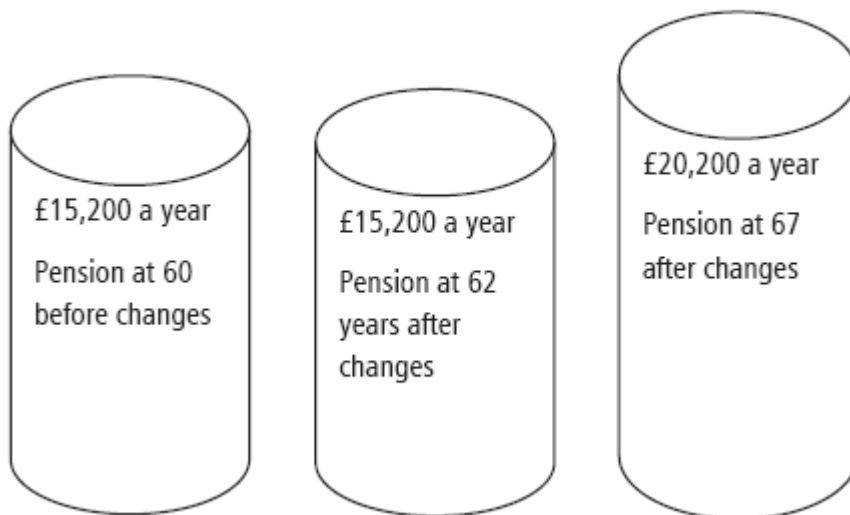 £15,200 a year
Pension at 60
before changes
£15,200 a year
Pension at 62
years after
changes
£20,200 a year
Pension at 67
after changes